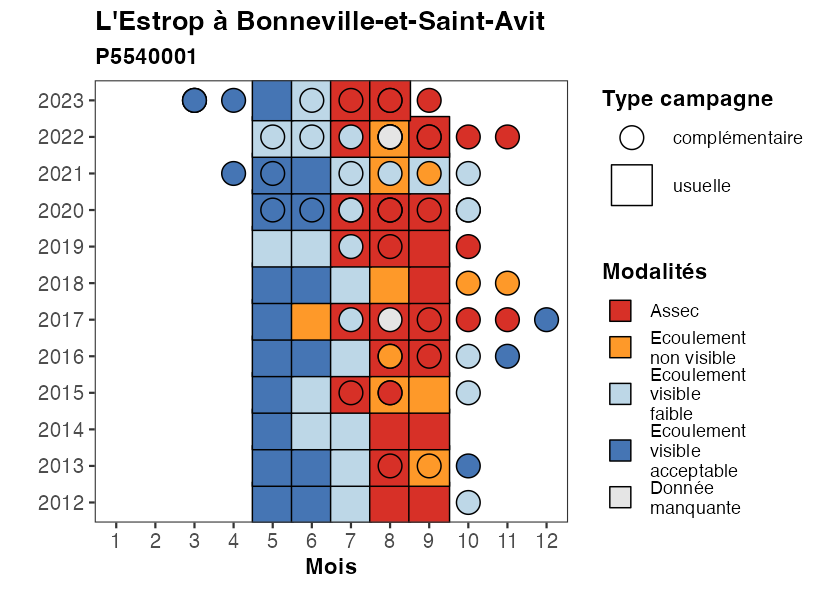 L'Estrop à Bonneville-et-Saint-Avit
P5540001
2023
2022
2021
2020
2019
2018
2017
2016
2015
2014
2013
2012
1 2 3 4 5 6 7 8 9 10 11 12
Mois
Type campagne
complémentaire
usuelle
Modalités
Assec
Ecoulement
non visible
Ecoulement
visible
faible
Ecoulement
visible
acceptable
Donnée
manquante